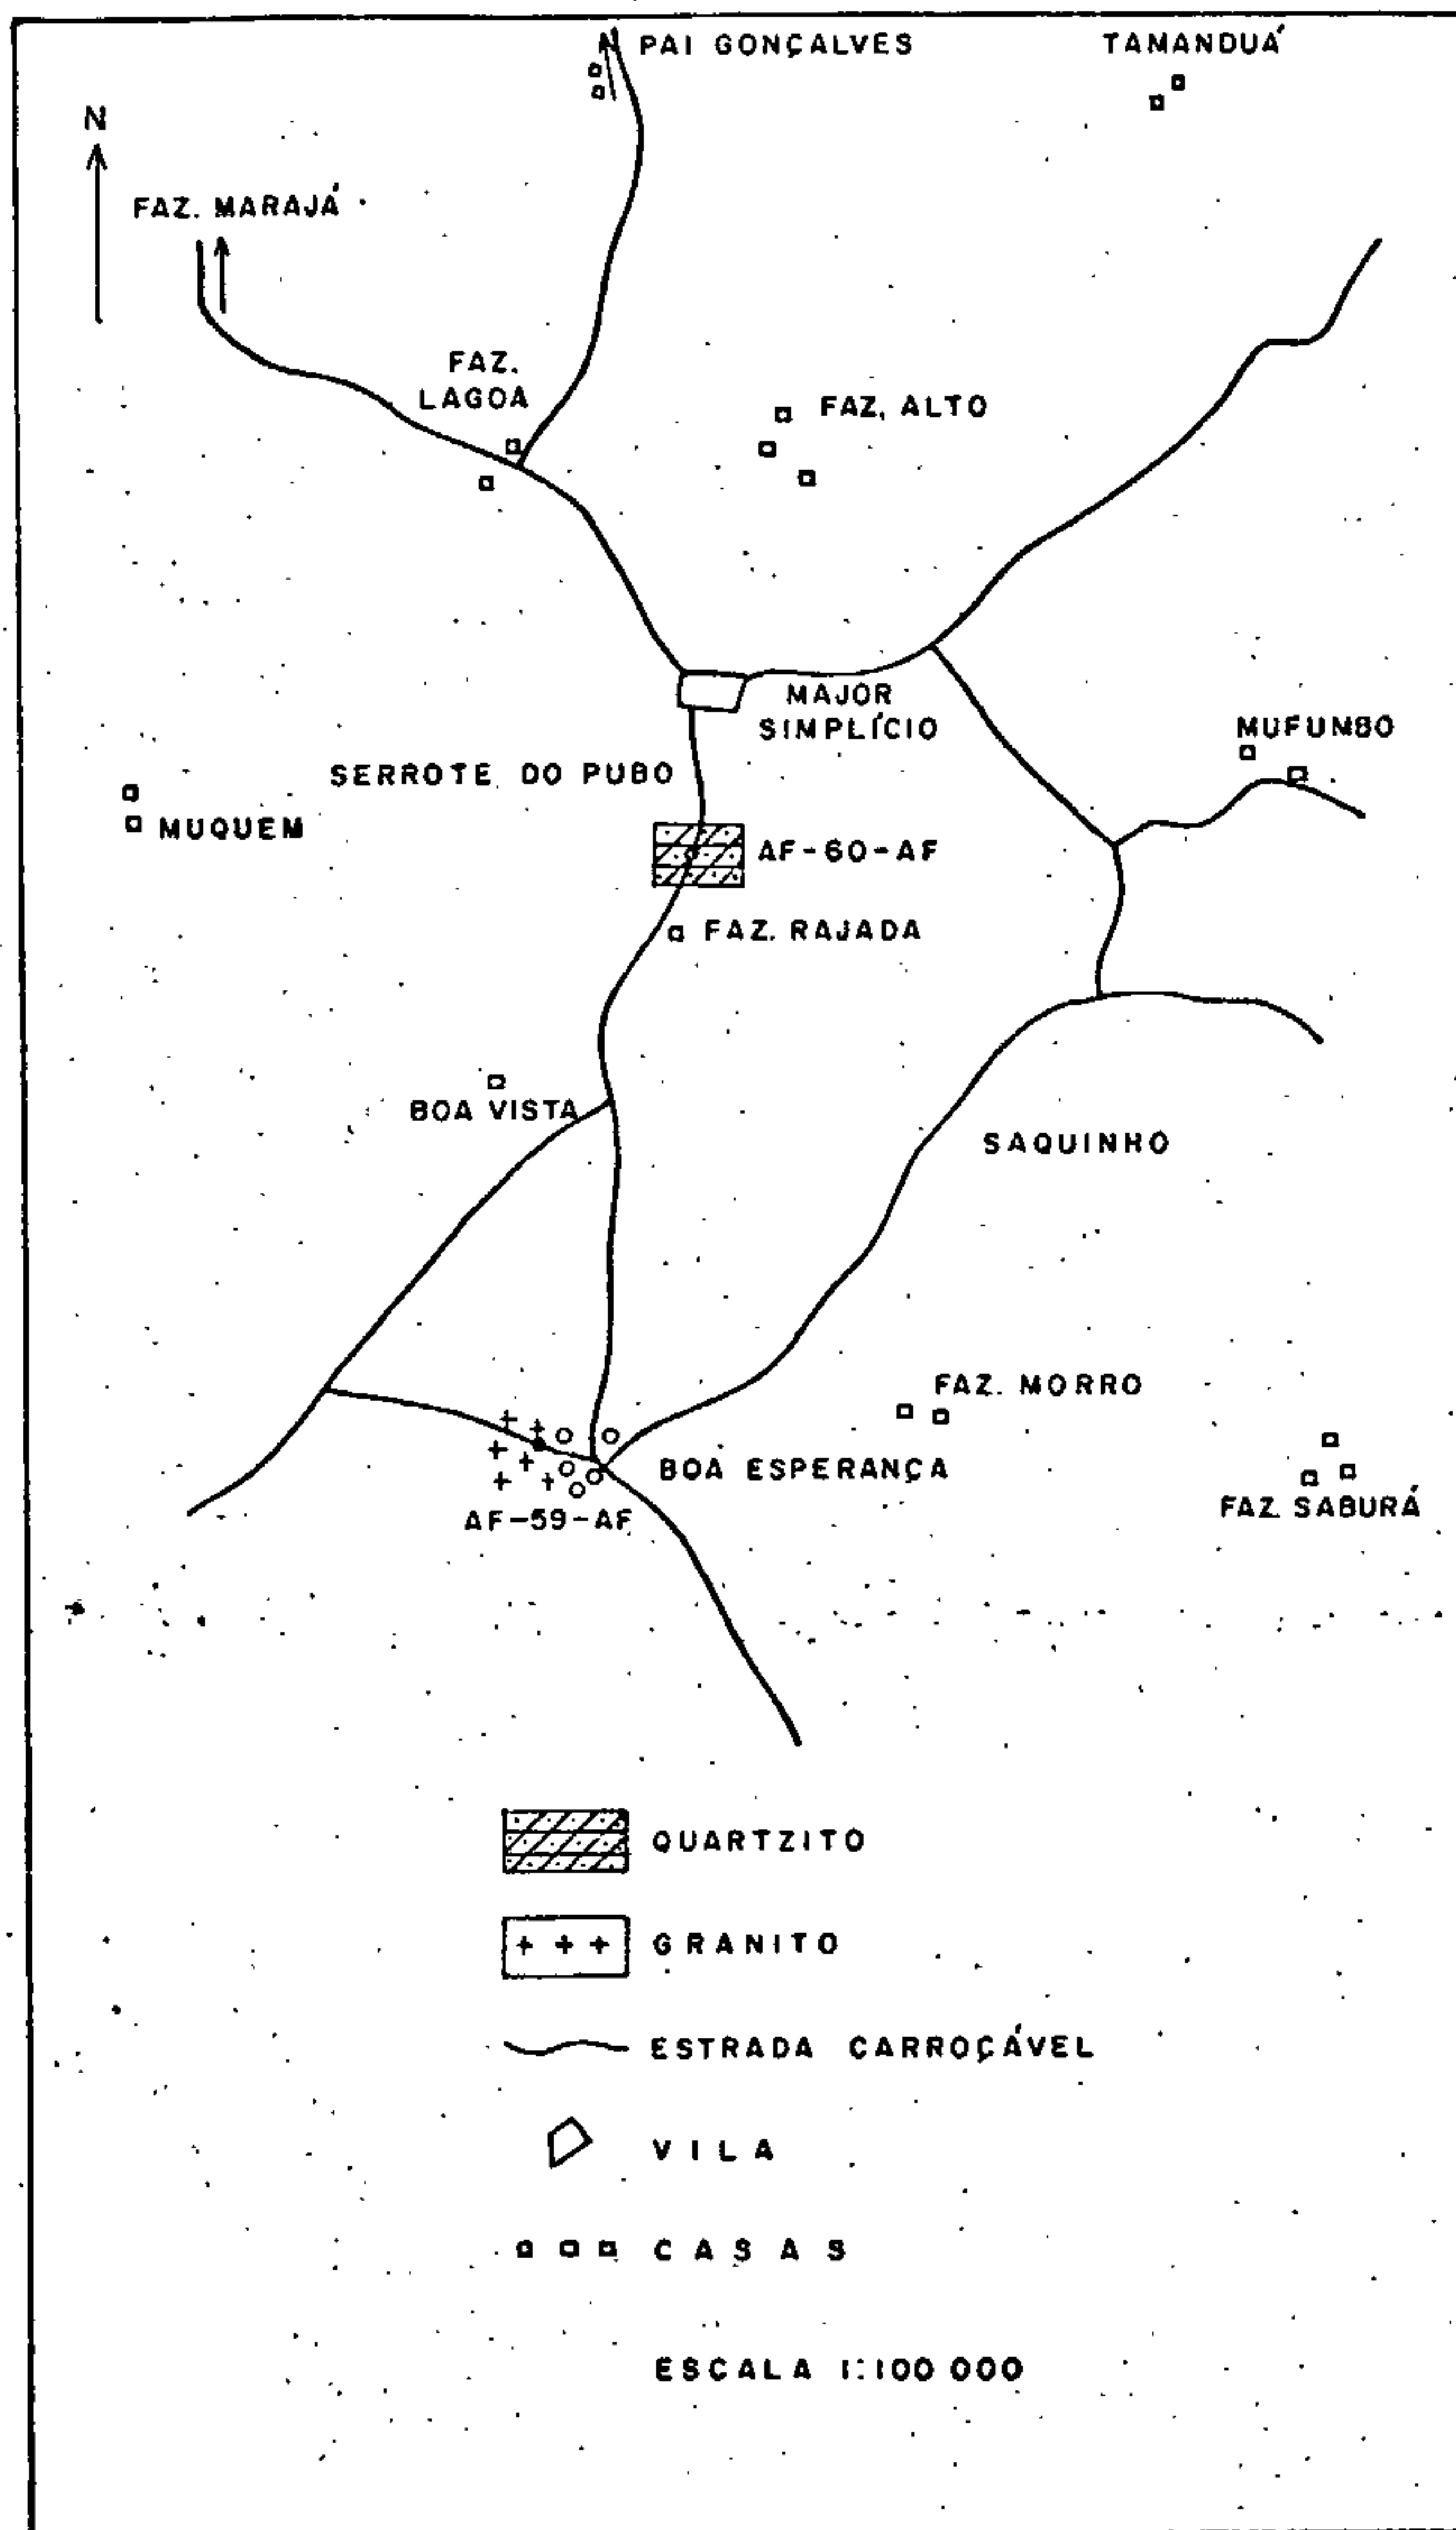 PAI GONÇALVES
TAMANDUÁ
N
FAZ. MARAJÁ
FAZ.
LAGOA
FAZ. ALTO
MAJOR
SIMPLÍCIO
MUFUMBO
SERROTE DO PUBO
MUQUEM
AF-60-AF
FAZ. RAJADA
BOA VISTA
SAQUINHO
FAZ. MORRO
BOA ESPERANÇA
FAZ. SABURÁ
AF-59-AF
QUARTZITO
GRANITO
ESTRADA CARROÇÁVEL
VILA
CASAS
ESCALA 1:100 000